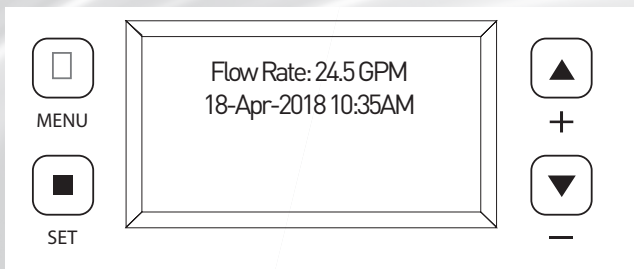 Flow Rate: 24.5 GPM
18-Apr-2018 10:35AM
MENU
+
SET
—